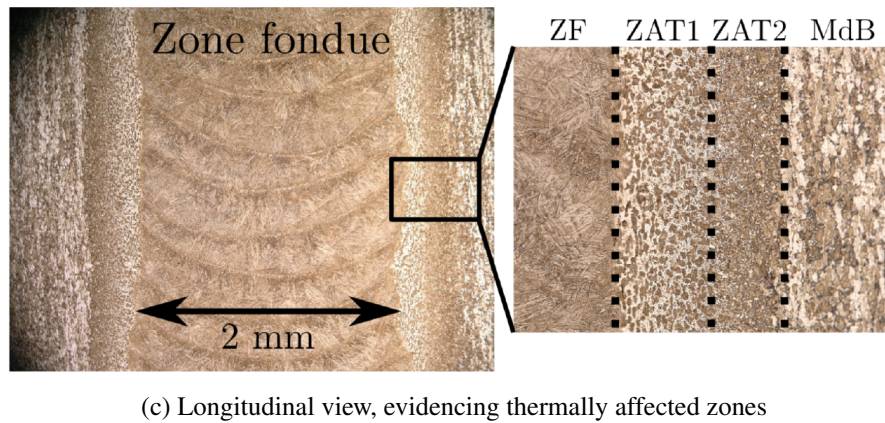 Zone fondue
2 mm
ZF ZAT1 ZAT2 MdB
(c) Longitudinal view, evidencing thermally affected zones